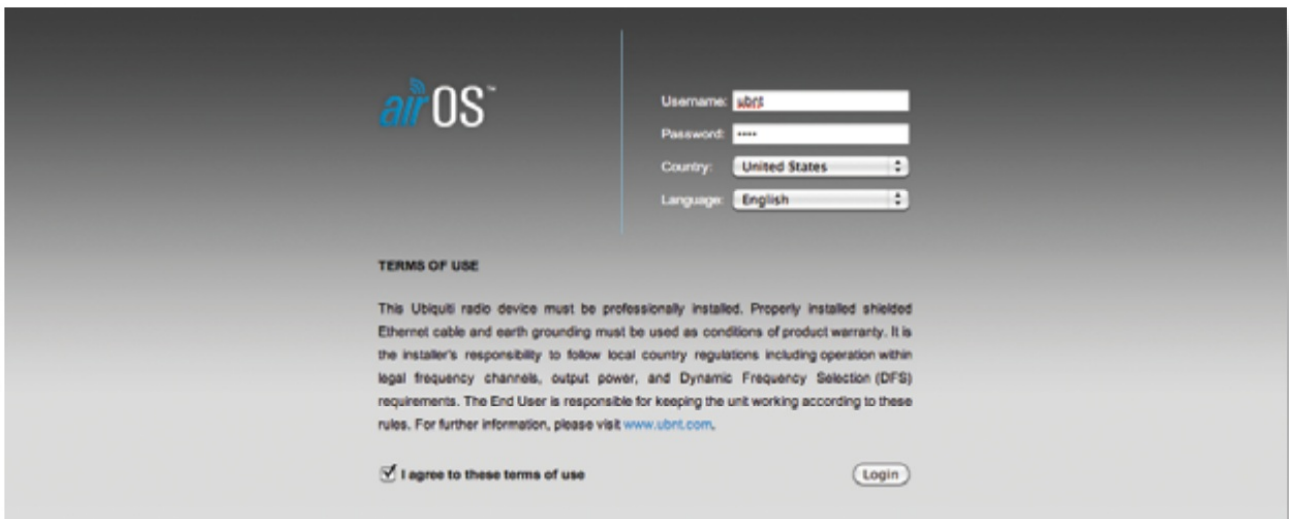 airOS™
Username: ubnt
Password: ••••
Country: United States
Language: English
TERMS OF USE
This Ubiquiti radio device must be professionally installed. Properly installed shielded
Ethernet cable and earth grounding must be used as conditions of product warranty. It is
the installer's responsibility to follow local country regulations including operation within
legal frequency channels, output power, and Dynamic Frequency Selection (DFS)
requirements. The End User is responsible for keeping the unit working according to these
rules. For further information, please visit www.ubnt.com.
I agree to these terms of use
Login